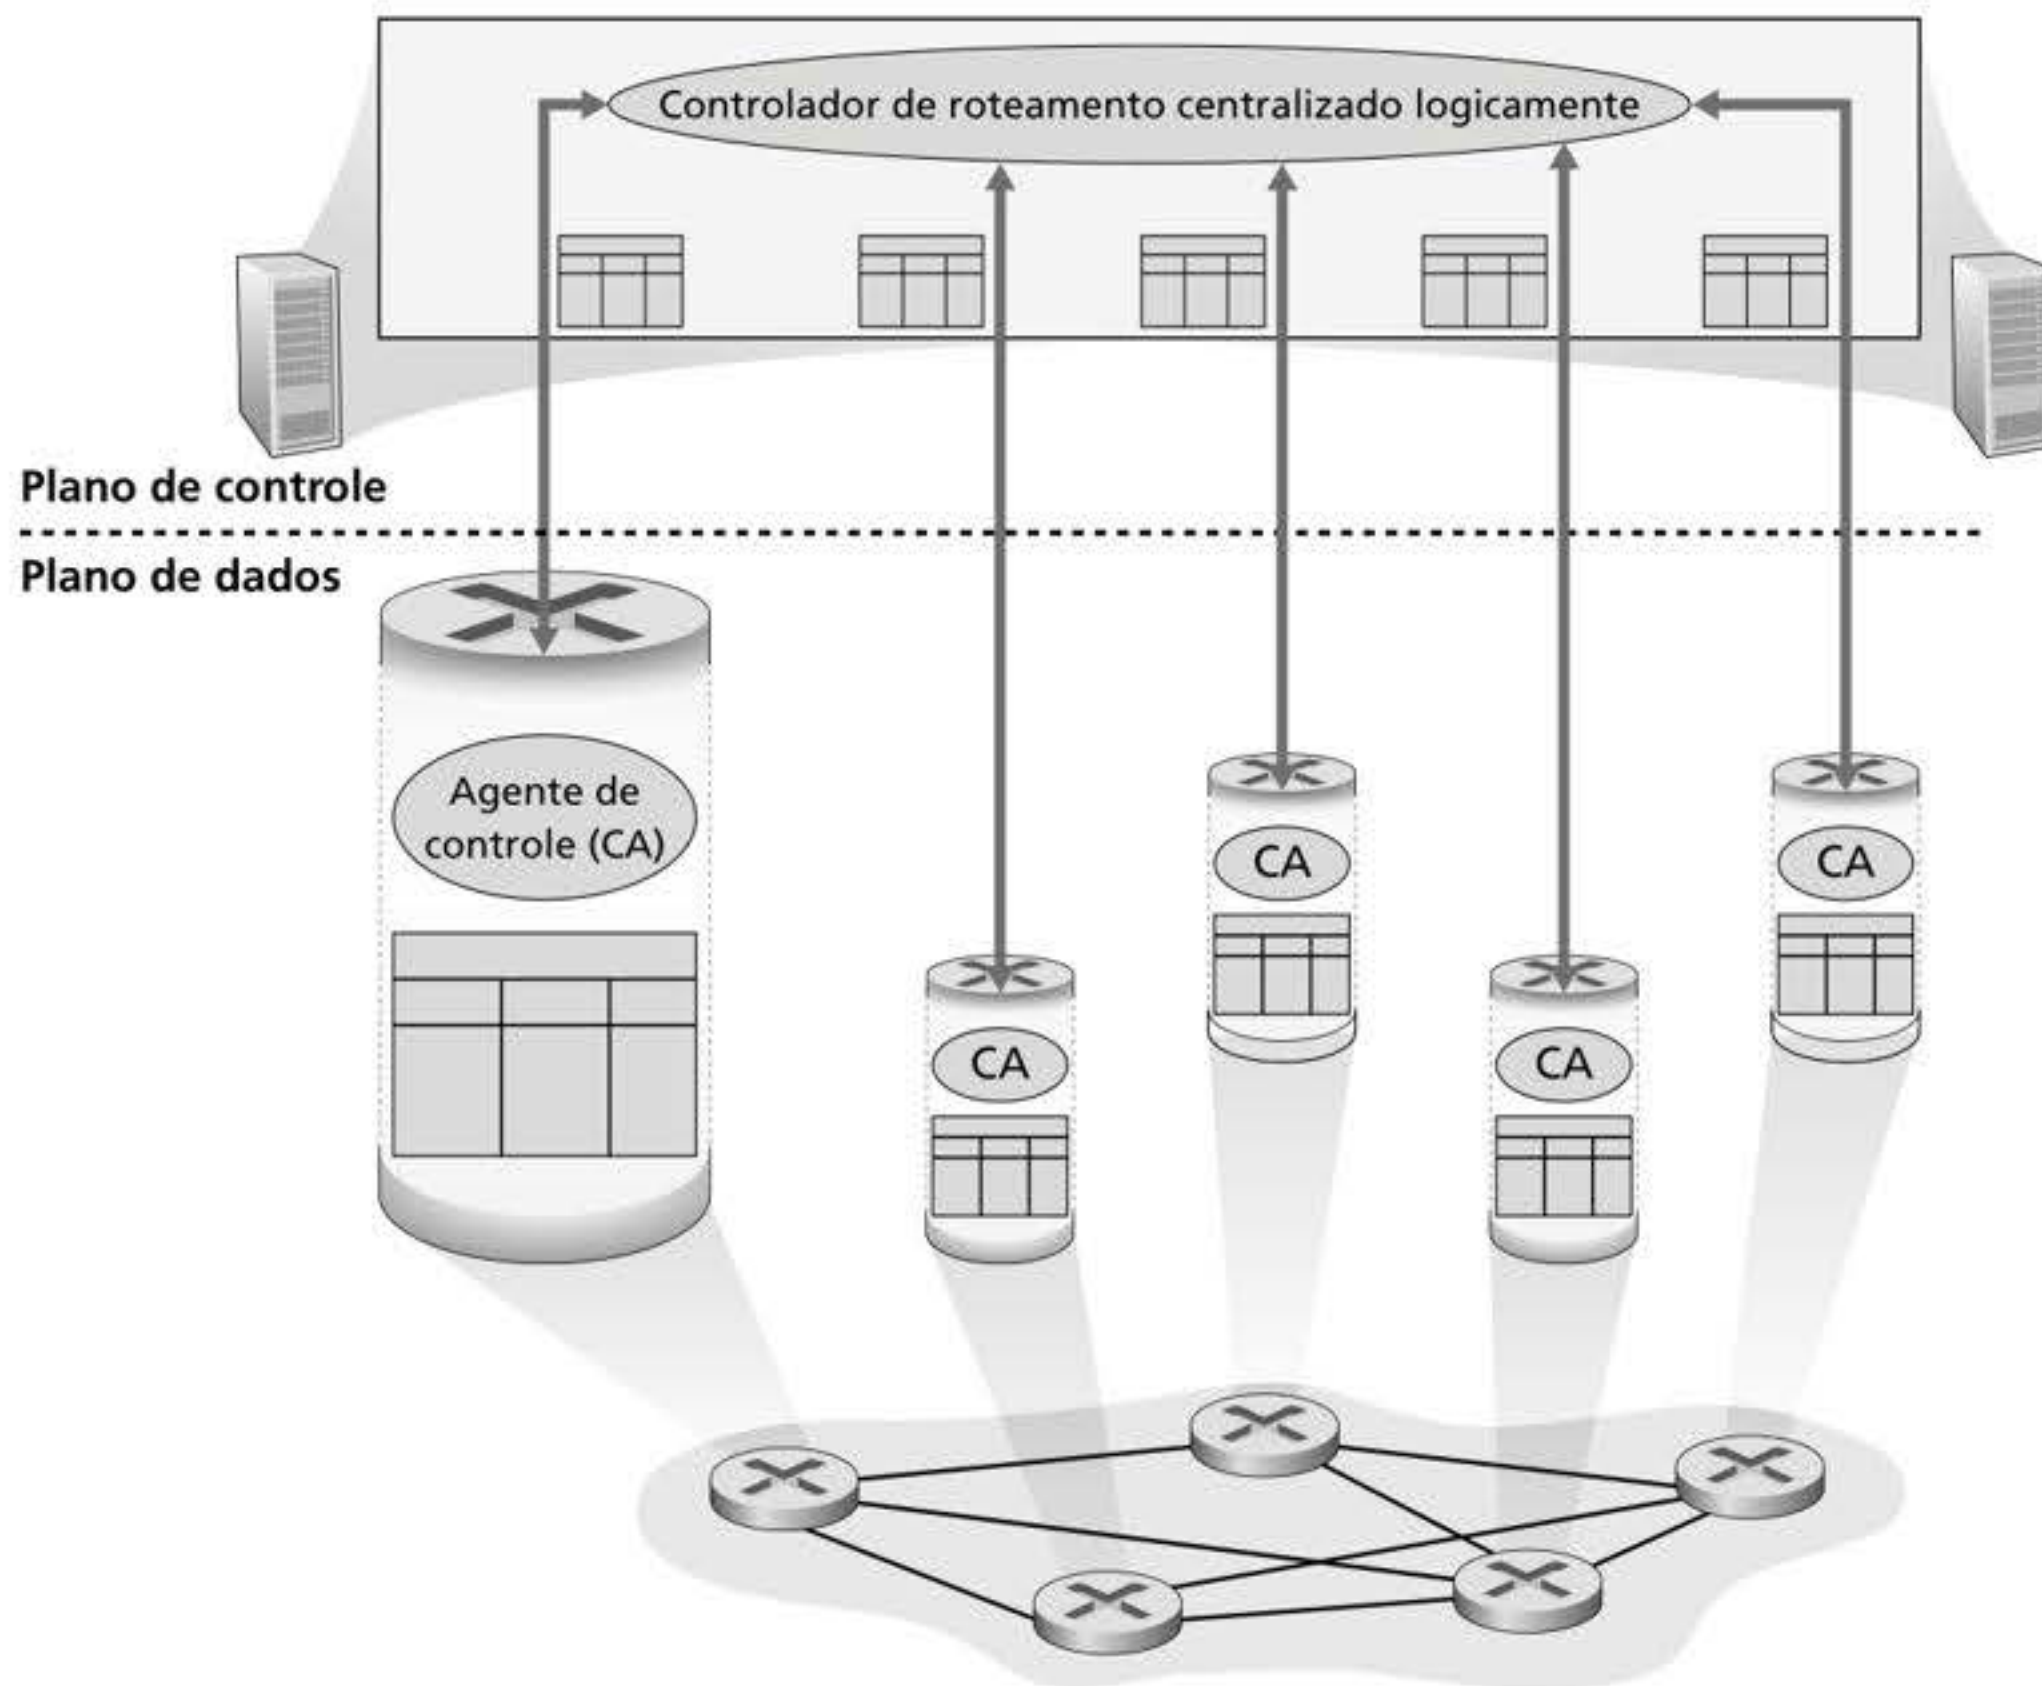 Controlador de roteamento centralizado logicamente
Plano de controle
Plano de dados
Agente de
controle (CA)
CA
CA
CA
CA